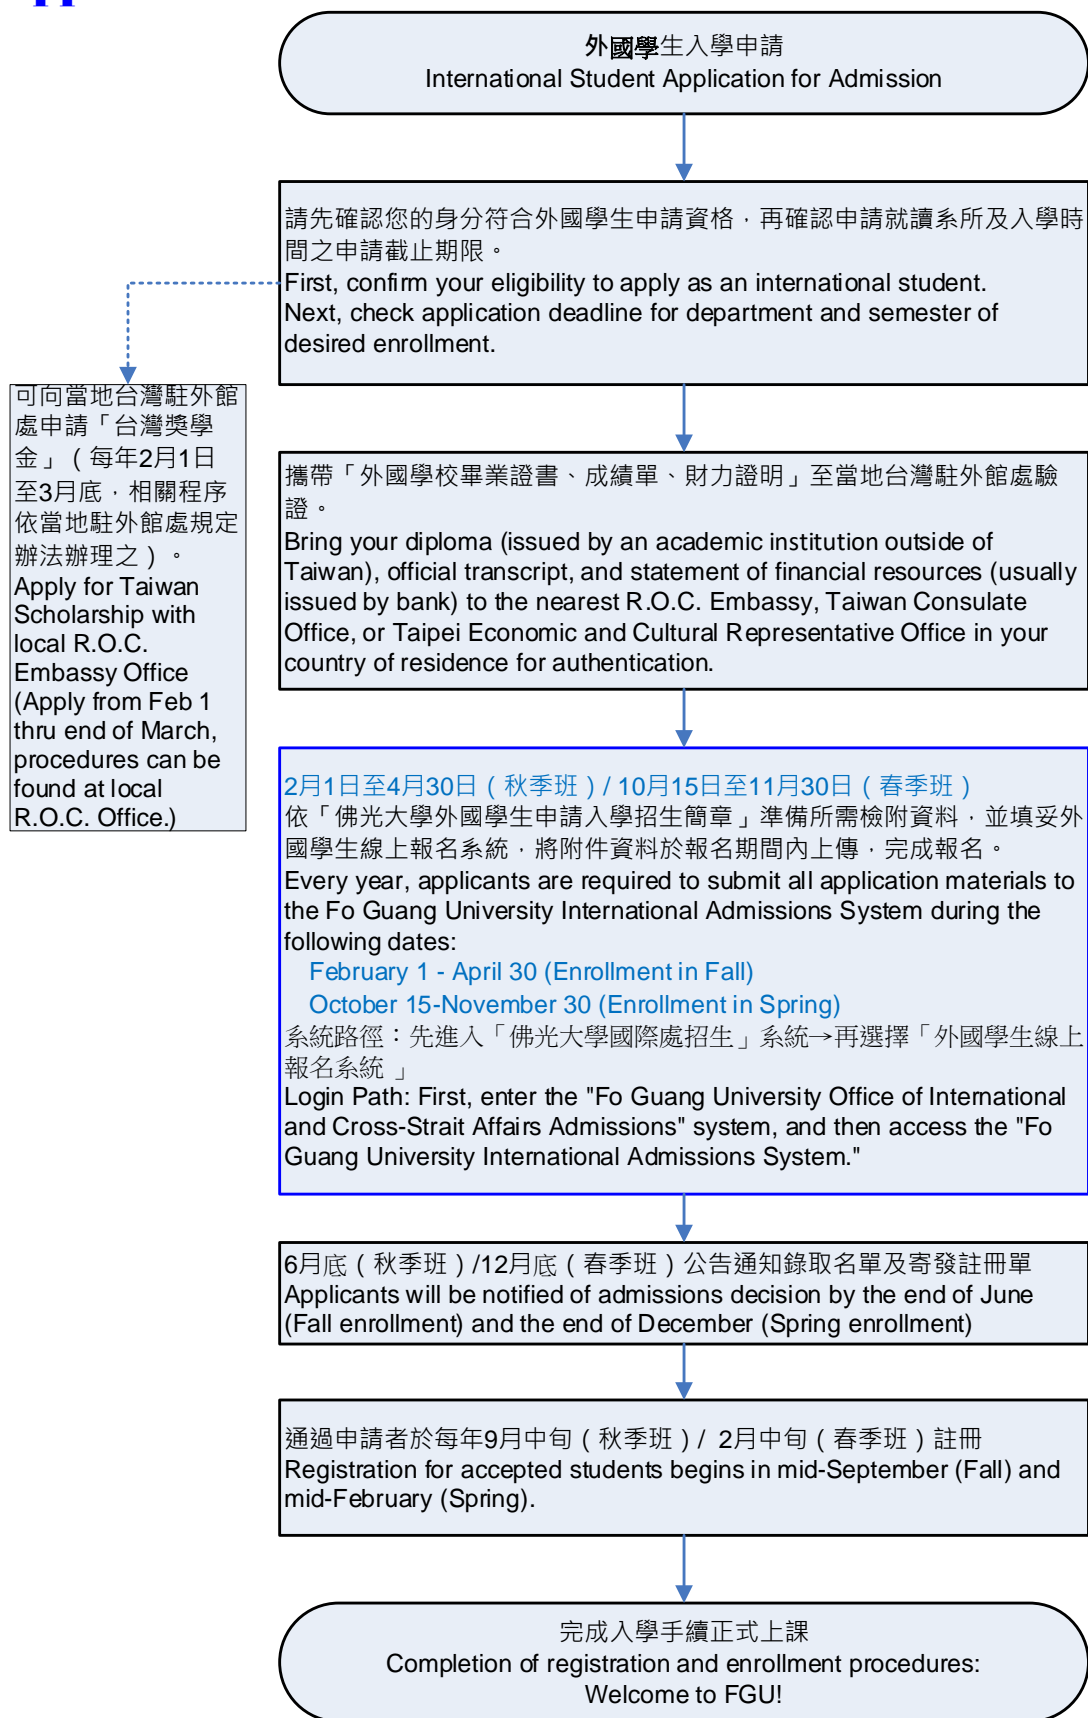 外國學生入學申請
International Student Application for Admission
請先確認您的身分符合外國學生申請資格，再確認申請就讀系所及入學時
間之申請截止期限。
First, confirm your eligibility to apply as an international student.
Next, check application deadline for department and semester of
desired enrollment.
可向當地台灣駐外館
處申請「台灣獎學
金」（每年2月1日
至3月底，相關程序
依當地駐外館處規定
辦法辦理之）。
Apply for Taiwan
Scholarship with
local R.O.C.
Embassy Office
(Apply from Feb 1
thru end of March,
procedures can be
found at local
R.O.C. Office.)
攜帶「外國學校畢業證書、成績單、財力證明」至當地台灣駐外館處驗
證。
Bring your diploma (issued by an academic institution outside of
Taiwan), official transcript, and statement of financial resources (usually
issued by bank) to the nearest R.O.C. Embassy, Taiwan Consulate
Office, or Taipei Economic and Cultural Representative Office in your
country of residence for authentication.
2月1日至4月30日（秋季班）/ 10月15日至11月30日（春季班）
依「佛光大學外國學生申請入學招生簡章」準備所需檢附資料，並填妥外
國學生線上報名系統，將附件資料於報名期間內上傳，完成報名。
Every year, applicants are required to submit all application materials to
the Fo Guang University International Admissions System during the
following dates:
February 1 - April 30 (Enrollment in Fall)
October 15-November 30 (Enrollment in Spring)
系統路徑：先進入「佛光大學國際處招生」系統→再選擇「外國學生線上
報名系統 」
Login Path: First, enter the "Fo Guang University Office of International
and Cross-Strait Affairs Admissions" system, and then access the "Fo
Guang University International Admissions System."
6月底（秋季班）/12月底（春季班）公告通知錄取名單及寄發註冊單
Applicants will be notified of admissions decision by the end of June
(Fall enrollment) and the end of December (Spring enrollment)
通過申請者於每年9月中旬（秋季班）/ 2月中旬（春季班）註冊
Registration for accepted students begins in mid-September (Fall) and
mid-February (Spring).
完成入學手續正式上課
Completion of registration and enrollment procedures:
Welcome to FGU!